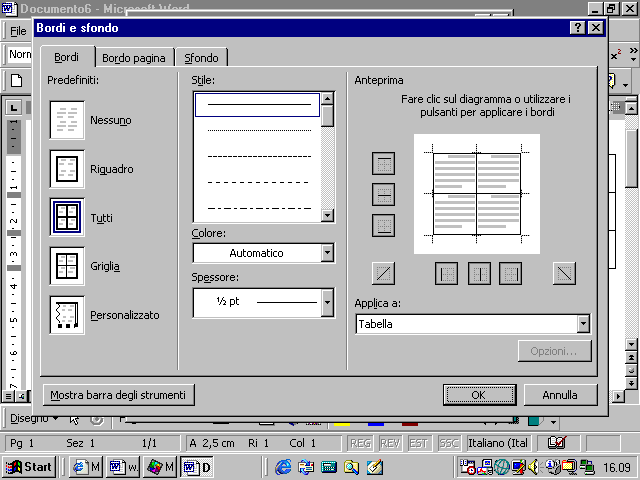 Documento6 - Microsoft Word
File
Bordi e sfondo
Norm
Bordi
Bordo pagina
Sfondo
Predefiniti:
Nessuno
Riquadro
Tutti
Griglia
Personalizzato
Stile:
Colore:
Automatico
Spessore:
½ pt
Anteprima
Fare clic sul diagramma o utilizzare i
pulsanti per applicare i bordi
Applica a:
Tabella
Opzioni...
Mostra barra degli strumenti
OK
Annulla
Disegno
Pg 1 Sez 1 1/1 A 2,5 cm Ri 1 Col 1 REG REV EST SSC Italiano (Ital
Start M w. M D 16.09